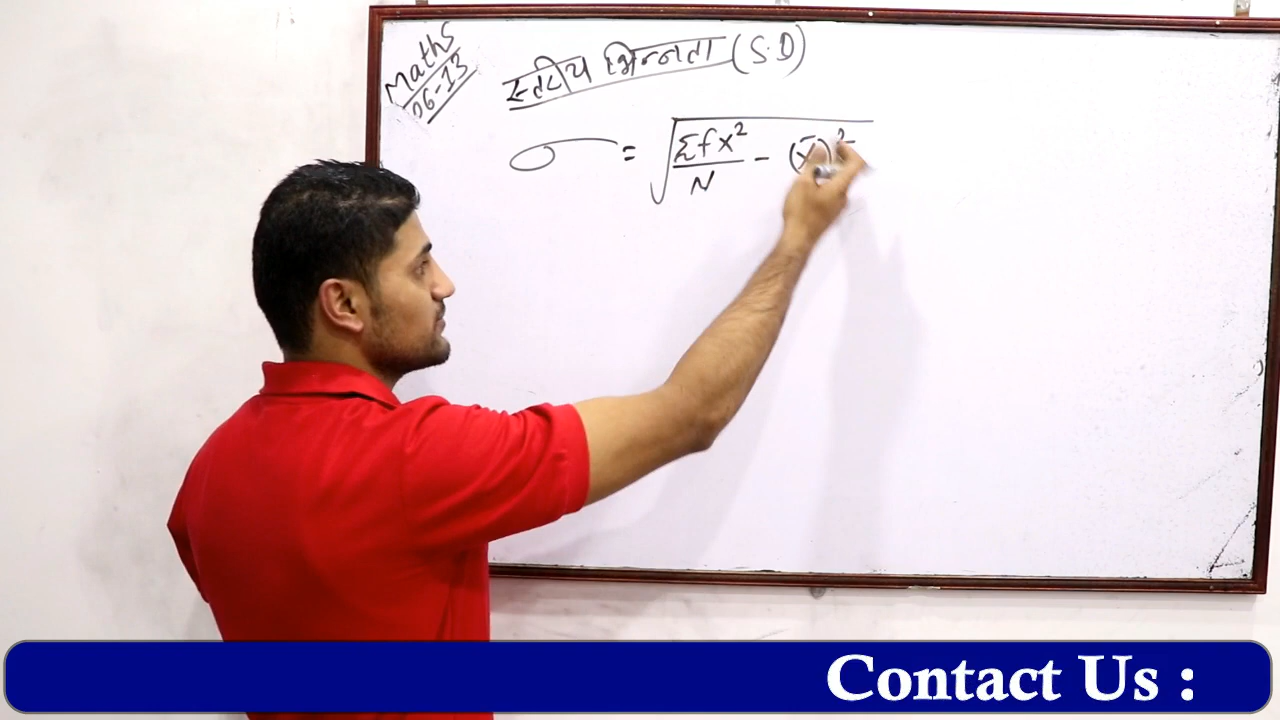 Maths
06-13
स्तरीय भिन्नता (S.D)
σ = √(Σfx²/N - (x̄)²)
Contact Us :